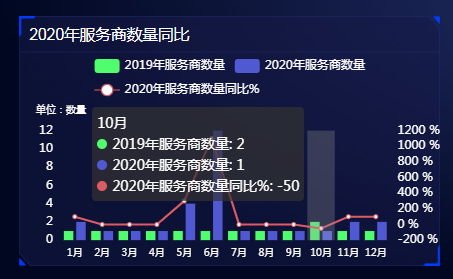 2020年服务商数量同比
2019年服务商数量 2020年服务商数量
2020年服务商数量同比%
单位：数量
10月
2019年服务商数量: 2
2020年服务商数量: 1
2020年服务商数量同比%: -50
12 1200 %
10 1000 %
8 800 %
6 600 %
4 400 %
2 200 %
0 0 %
-200 %
1月 2月 3月 4月 5月 6月 7月 8月 9月 10月 11月 12月